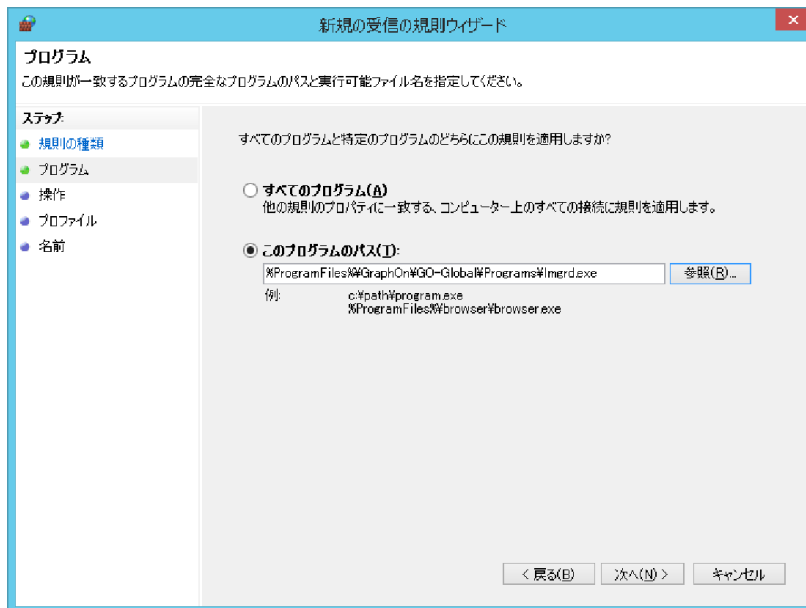 新規の受信の規則ウィザード
プログラム
この規則が一致するプログラムの完全なプログラムのパスと実行可能ファイル名を指定してください。
ステップ:
規則の種類
プログラム
操作
プロファイル
名前
すべてのプログラムと特定のプログラムのどちらにこの規則を適用しますか?
すべてのプログラム(A)
他の規則のプロパティに一致する、コンピューター上のすべての接続に規則を適用します。
このプログラムのパス(T):
%ProgramFiles%¥GraphOn¥GO-Global¥Programs¥lmgrd.exe
参照(R)...
例:
c:¥path¥program.exe
%ProgramFiles%¥browser¥browser.exe
< 戻る(B)
次へ(N) >
キャンセル